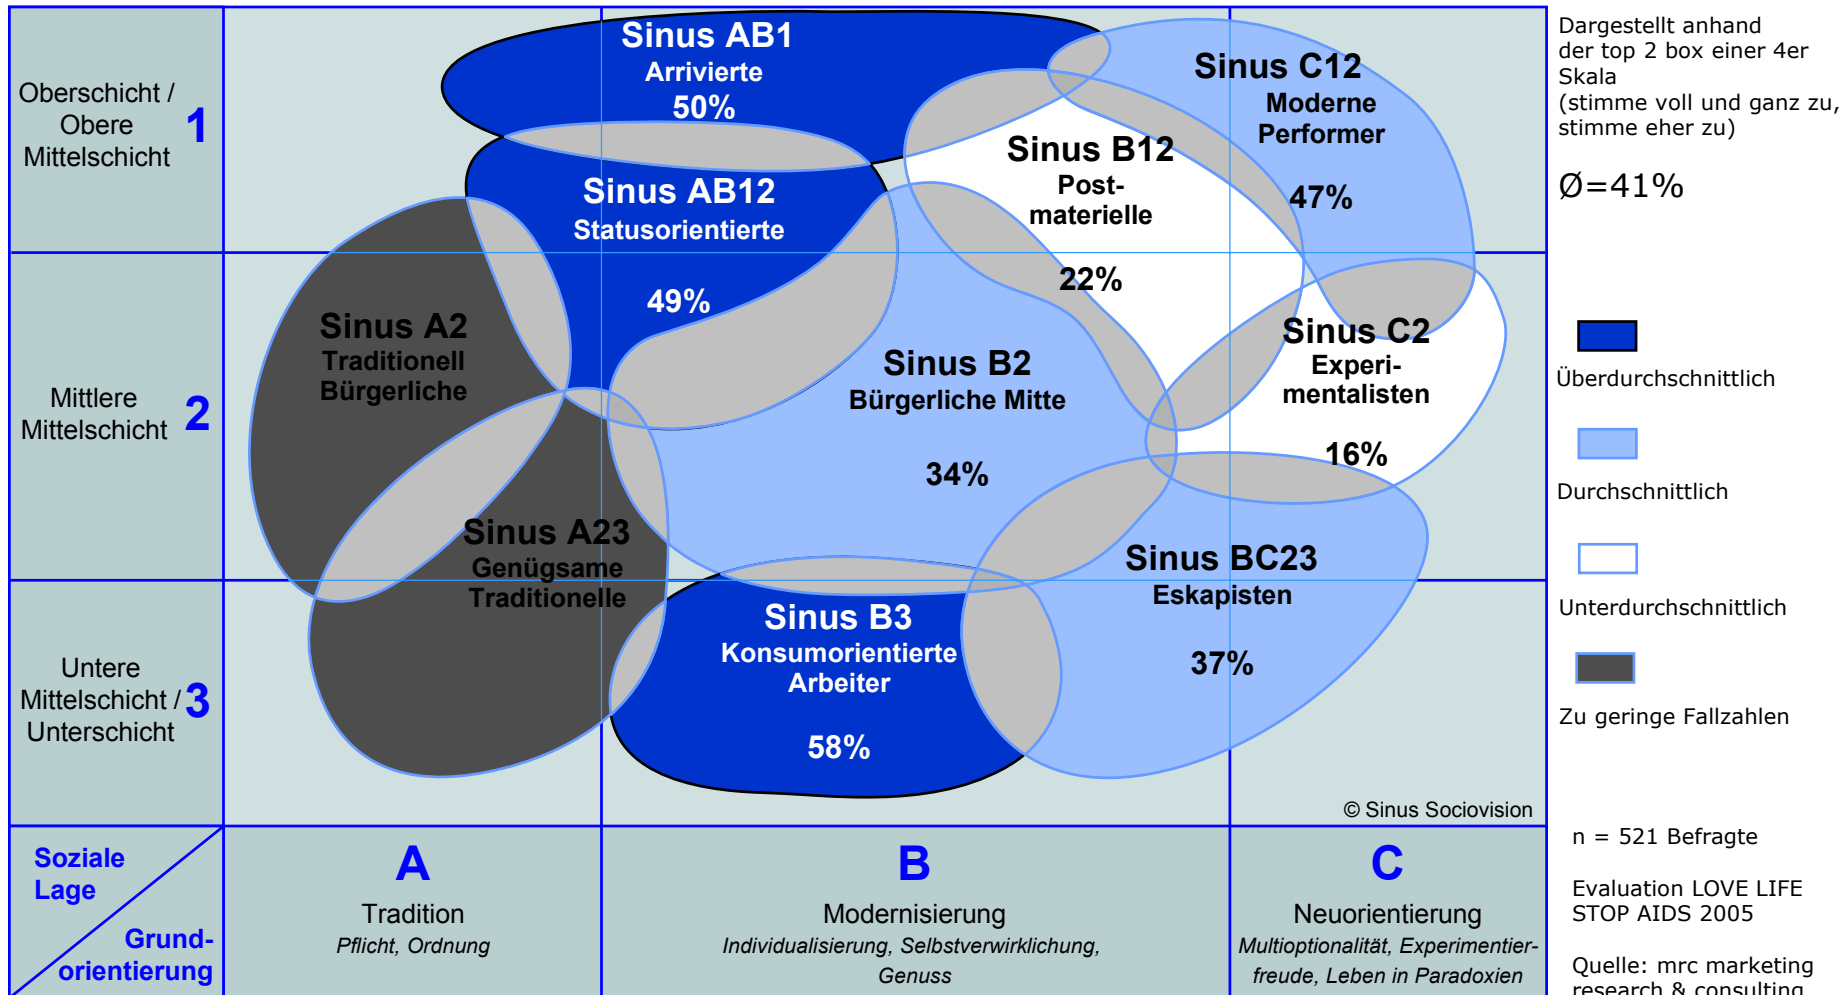 Sinus AB1
Arrivierte
50%
Sinus C12
Moderne
Performer
47%
Sinus B12
Post-
materielle
22%
Sinus AB12
Statusorientierte
49%
Sinus A2
Traditionell
Bürgerliche
Sinus B2
Bürgerliche Mitte
34%
Sinus C2
Experi-
mentalisten
16%
Sinus A23
Genügsame
Traditionelle
Sinus BC23
Eskapisten
37%
Sinus B3
Konsumorientierte
Arbeiter
58%
© Sinus Sociovision
Oberschicht /
Obere
Mittelschicht
1
Mittlere
Mittelschicht
2
Untere
Mittelschicht /
Unterschicht
3
Soziale
Lage
Grund-
orientierung
A
Tradition
Pflicht, Ordnung
B
Modernisierung
Individualisierung, Selbstverwirklichung,
Genuss
C
Neuorientierung
Multioptionalität, Experimentier-
freude, Leben in Paradoxien
Dargestellt anhand
der top 2 box einer 4er
Skala
(stimme voll und ganz zu,
stimme eher zu)
Ø=41%
Überdurchschnittlich
Durchschnittlich
Unterdurchschnittlich
Zu geringe Fallzahlen
n = 521 Befragte
Evaluation LOVE LIFE
STOP AIDS 2005
Quelle: mrc marketing
research & consulting